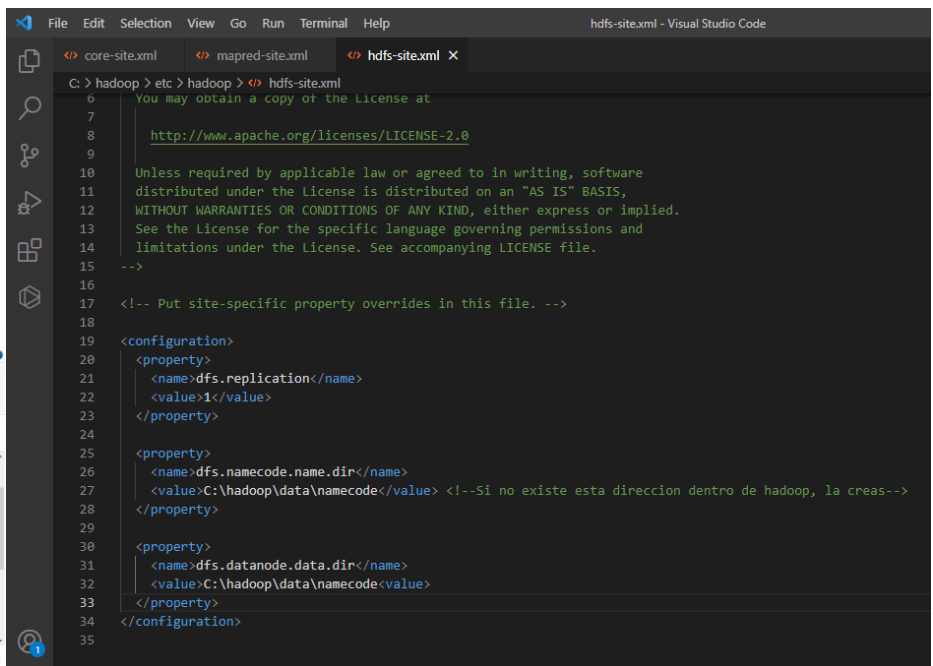 File Edit Selection View Go Run Terminal Help hdfs-site.xml - Visual Studio Code
core-site.xml mapred-site.xml hdfs-site.xml
C: > hadoop > etc > hadoop > hdfs-site.xml
6 You may obtain a copy of the License at
7
8 http://www.apache.org/licenses/LICENSE-2.0
9
10 Unless required by applicable law or agreed to in writing, software
11 distributed under the License is distributed on an "AS IS" BASIS,
12 WITHOUT WARRANTIES OR CONDITIONS OF ANY KIND, either express or implied.
13 See the License for the specific language governing permissions and
14 limitations under the License. See accompanying LICENSE file.
15 -->
16
17 <!-- Put site-specific property overrides in this file. -->
18
19 <configuration>
20 <property>
21 <name>dfs.replication</name>
22 <value>1</value>
23 </property>
24
25 <property>
26 <name>dfs.namecode.name.dir</name>
27 <value>C:\hadoop\data\namecode</value> <!--Si no existe esta direccion dentro de hadoop, la creas-->
28 </property>
29
30 <property>
31 <name>dfs.datanode.data.dir</name>
32 <value>C:\hadoop\data\namecode<value>
33 </property>
34 </configuration>
35
1